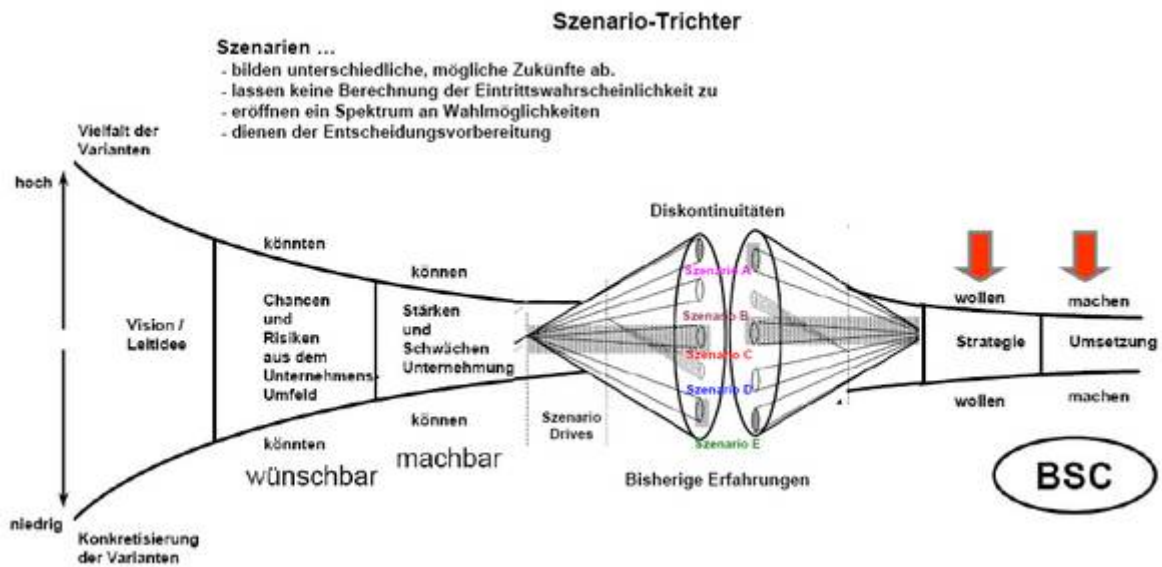 Szenario-Trichter
Szenarien ...
- bilden unterschiedliche, mögliche Zukünfte ab.
- lassen keine Berechnung der Eintrittswahrscheinlichkeit zu
- eröffnen ein Spektrum an Wahlmöglichkeiten
- dienen der Entscheidungsvorbereitung
Vielfalt der
Varianten
hoch
Vision /
Leitidee
könnten
Chancen
und
Risiken
aus dem
Unternehmens-
Umfeld
könnten
wünschbar
können
Stärken
und
Schwächen
Unternehmung
können
machbar
Szenario
Drives
Diskontinuitäten
Szenario A
Szenario B
Szenario C
Szenario D
Szenario E
Bisherige Erfahrungen
wollen
Strategie
wollen
machen
Umsetzung
machen
BSC
niedrig
Konkretisierung
der Varianten